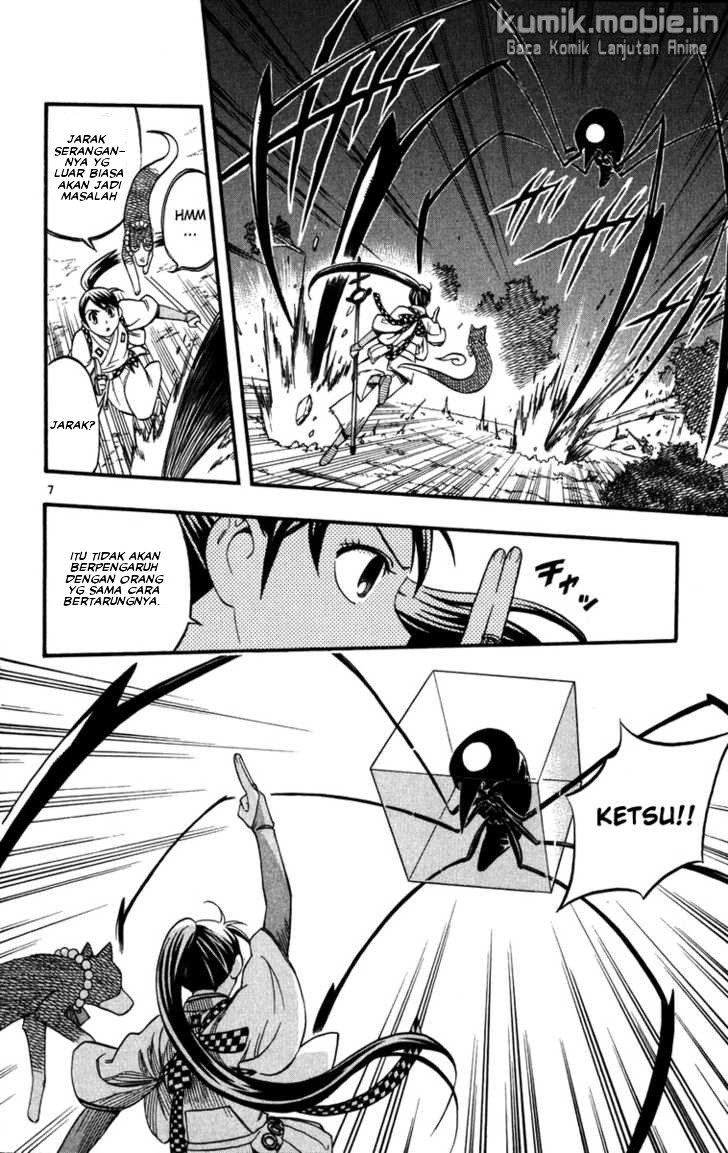 kumik.mobie.in
Baca Komik Lanjutan Anime
HMM
...
JARAK
SERANGAN-
NYA YG
LUAR BIASA
AKAN JADI
MASALAH
JARAK?
7
チャッ
ITU TIDAK AKAN
BERPENGARUH
DENGAN ORANG
YG SAMA CARA
BERTARUNGNYA.
KETSU!!